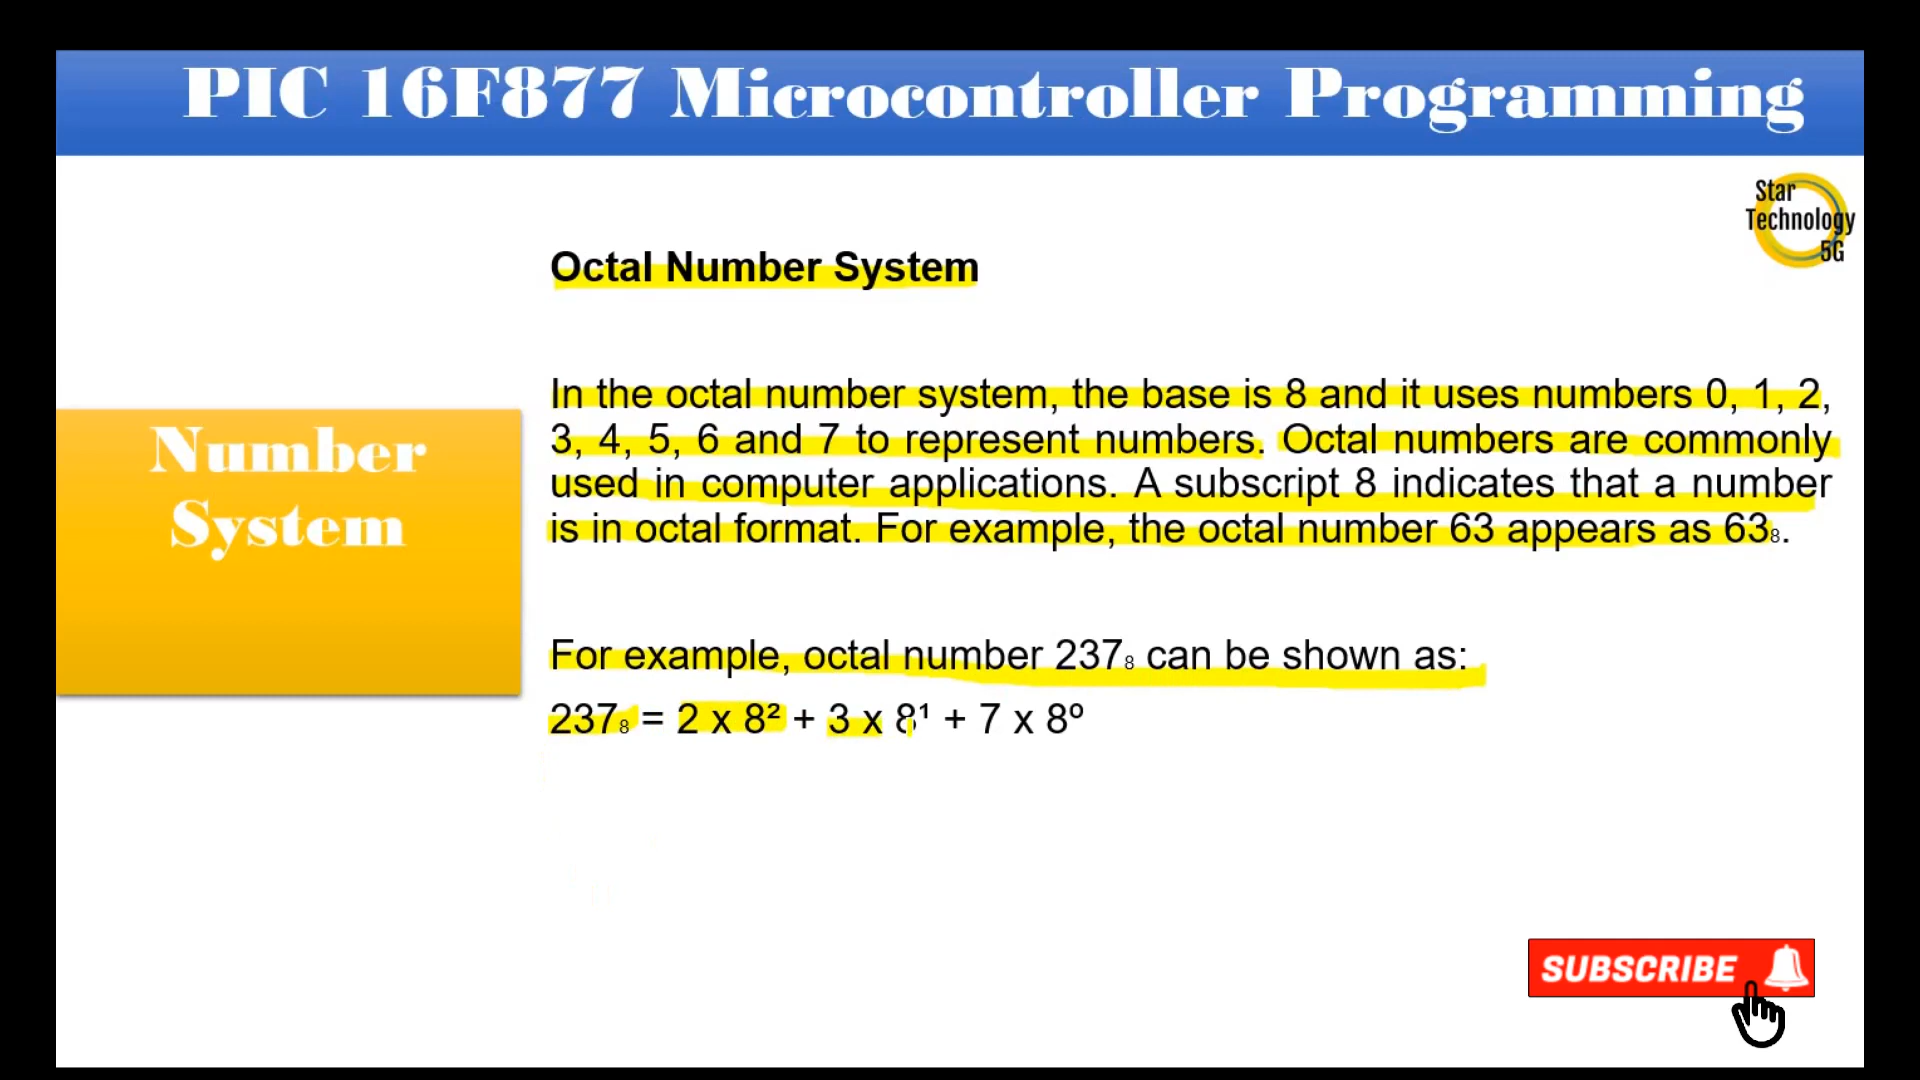 PIC 16F877 Microcontroller Programming
Star
Technology
5G
Octal Number System
In the octal number system, the base is 8 and it uses numbers 0, 1, 2,
3, 4, 5, 6 and 7 to represent numbers. Octal numbers are commonly
used in computer applications. A subscript 8 indicates that a number
is in octal format. For example, the octal number 63 appears as 63₈.
Number
System
For example, octal number 237₈ can be shown as:
237₈ = 2 x 8² + 3 x 8¹ + 7 x 8º
SUBSCRIBE